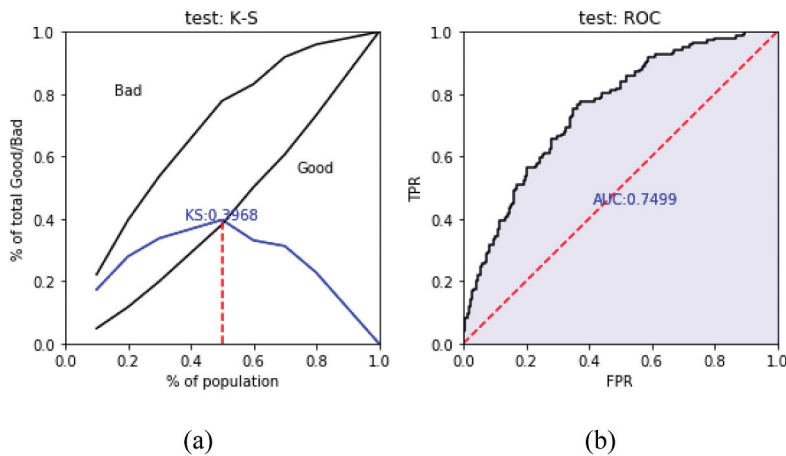 test: K-S
1.0
0.8
0.6
0.4
0.2
0.0
% of total Good/Bad
Bad
Good
KS:0.3968
0.0 0.2 0.4 0.6 0.8 1.0
% of population
(a)
test: ROC
1.0
0.8
0.6
0.4
0.2
0.0
TPR
AUC:0.7499
0.0 0.2 0.4 0.6 0.8 1.0
FPR
(b)